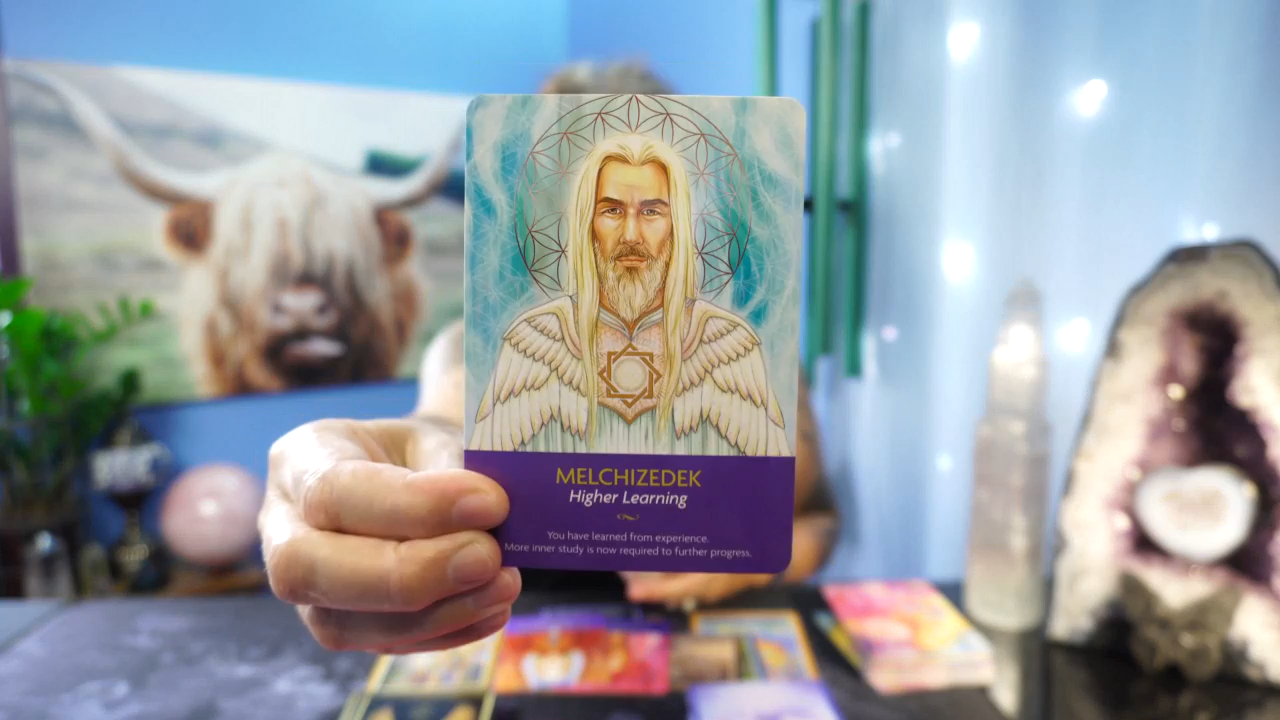 MELCHIZEDEK
Higher Learning
You have learned from experience.
More inner study is now required to further progress.